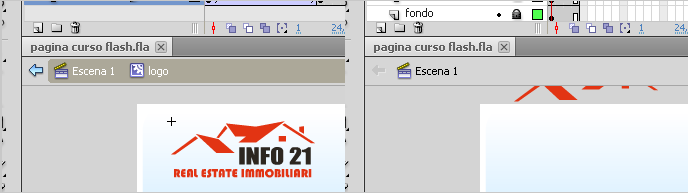 1 24,
pagina curso flash.fla
Escena 1 logo
INFO 21
REAL ESTATE IMMOBILIARI
fondo
1 24,
pagina curso flash.fla
Escena 1